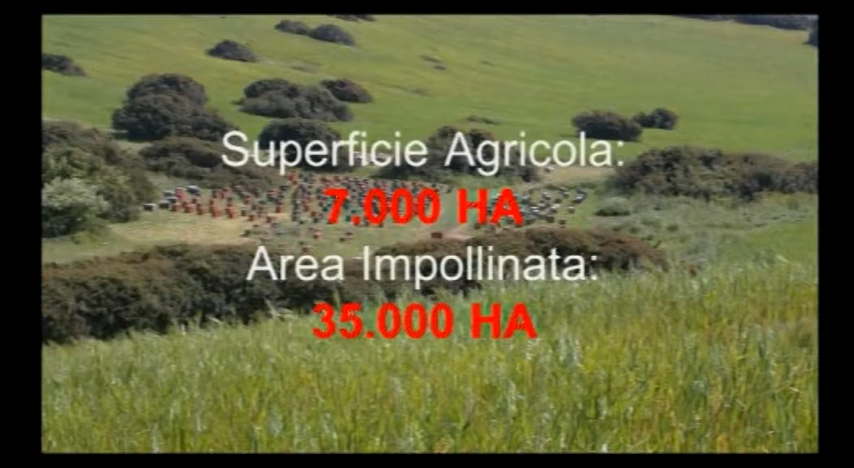 Superficie Agricola:
7.000 HA
Area Impollinata:
35.000 HA